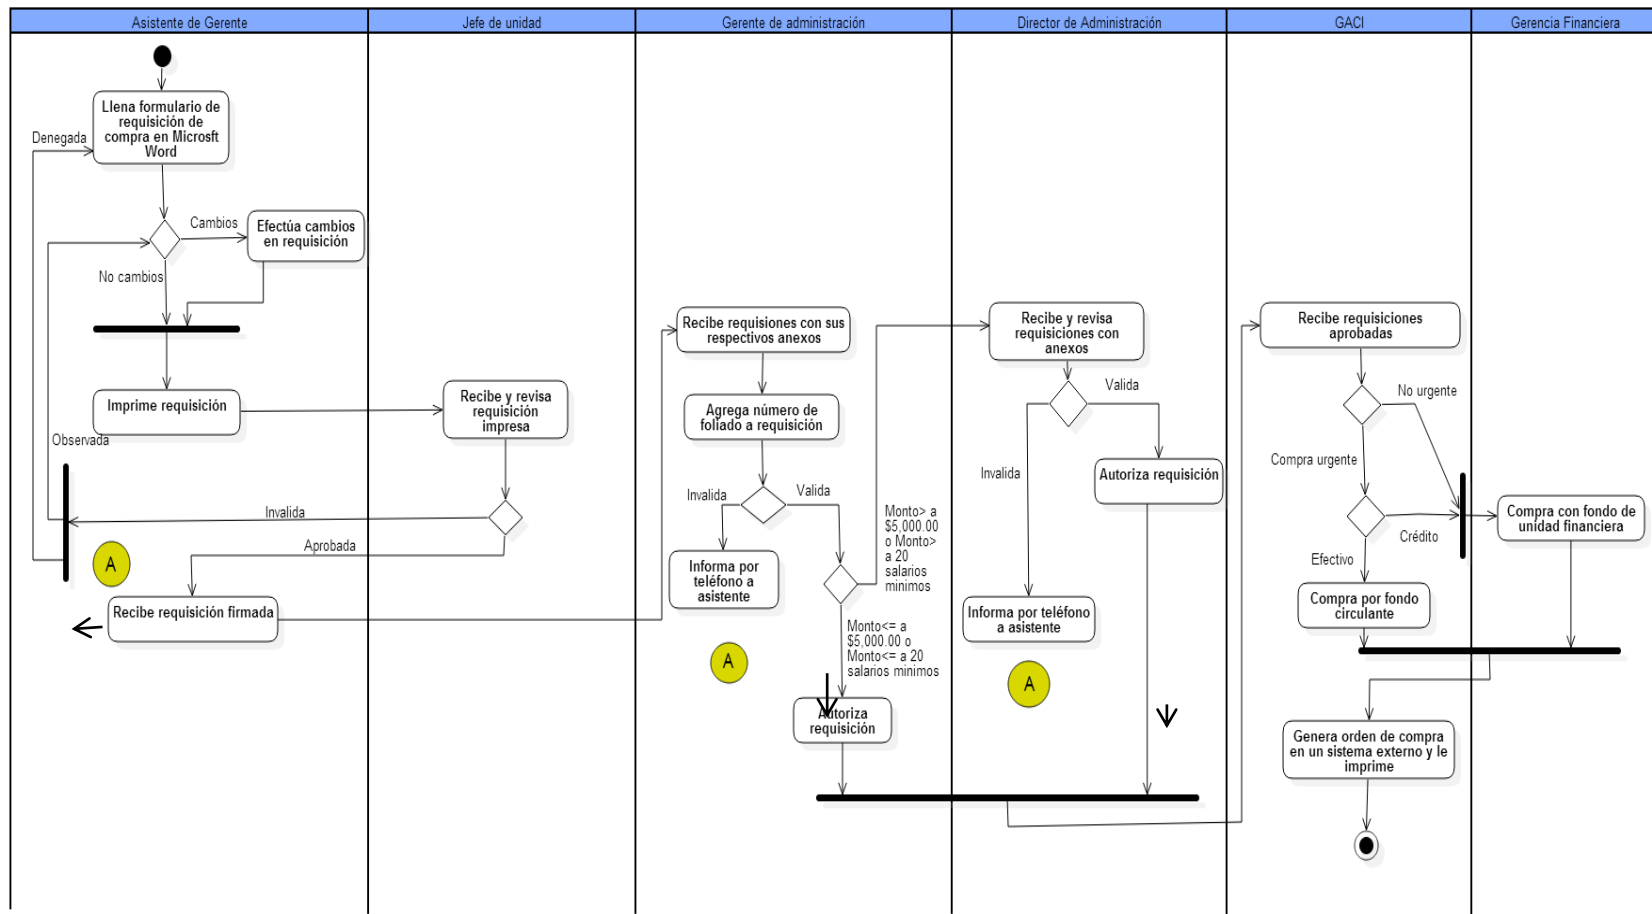 Asistente de Gerente
Jefe de unidad
Gerente de administración
Director de Administración
GACI
Gerencia Financiera
Llena formulario de
requisición de
compra en Microsft
Word
Denegada
Cambios
Efectúa cambios
en requisición
No cambios
Imprime requisición
Observada
Invalida
Aprobada
A
Recibe requisición firmada
Recibe y revisa
requisición
impresa
Recibe requisiones con sus
respectivos anexos
Agrega número de
foliado a requisición
Invalida
Valida
Informa por
teléfono a
asistente
Monto> a
$5,000.00
o Monto>
a 20
salarios
minimos
Monto<= a
$5,000.00 o
Monto<= a 20
salarios minimos
A
Autoriza
requisición
Recibe y revisa
requisiciones con
anexos
Valida
Invalida
Autoriza requisición
Informa por teléfono
a asistente
A
Recibe requisiciones
aprobadas
No urgente
Compra urgente
Crédito
Efectivo
Compra por fondo
circulante
Compra con fondo de
unidad financiera
Genera orden de compra
en un sistema externo y le
imprime